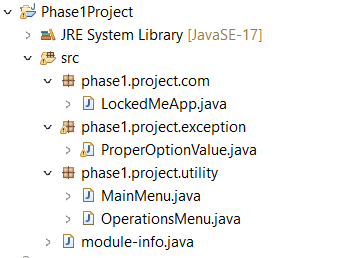 Phase1Project
JRE System Library [JavaSE-17]
src
phase1.project.com
LockedMeApp.java
phase1.project.exception
ProperOptionValue.java
phase1.project.utility
MainMenu.java
OperationsMenu.java
module-info.java